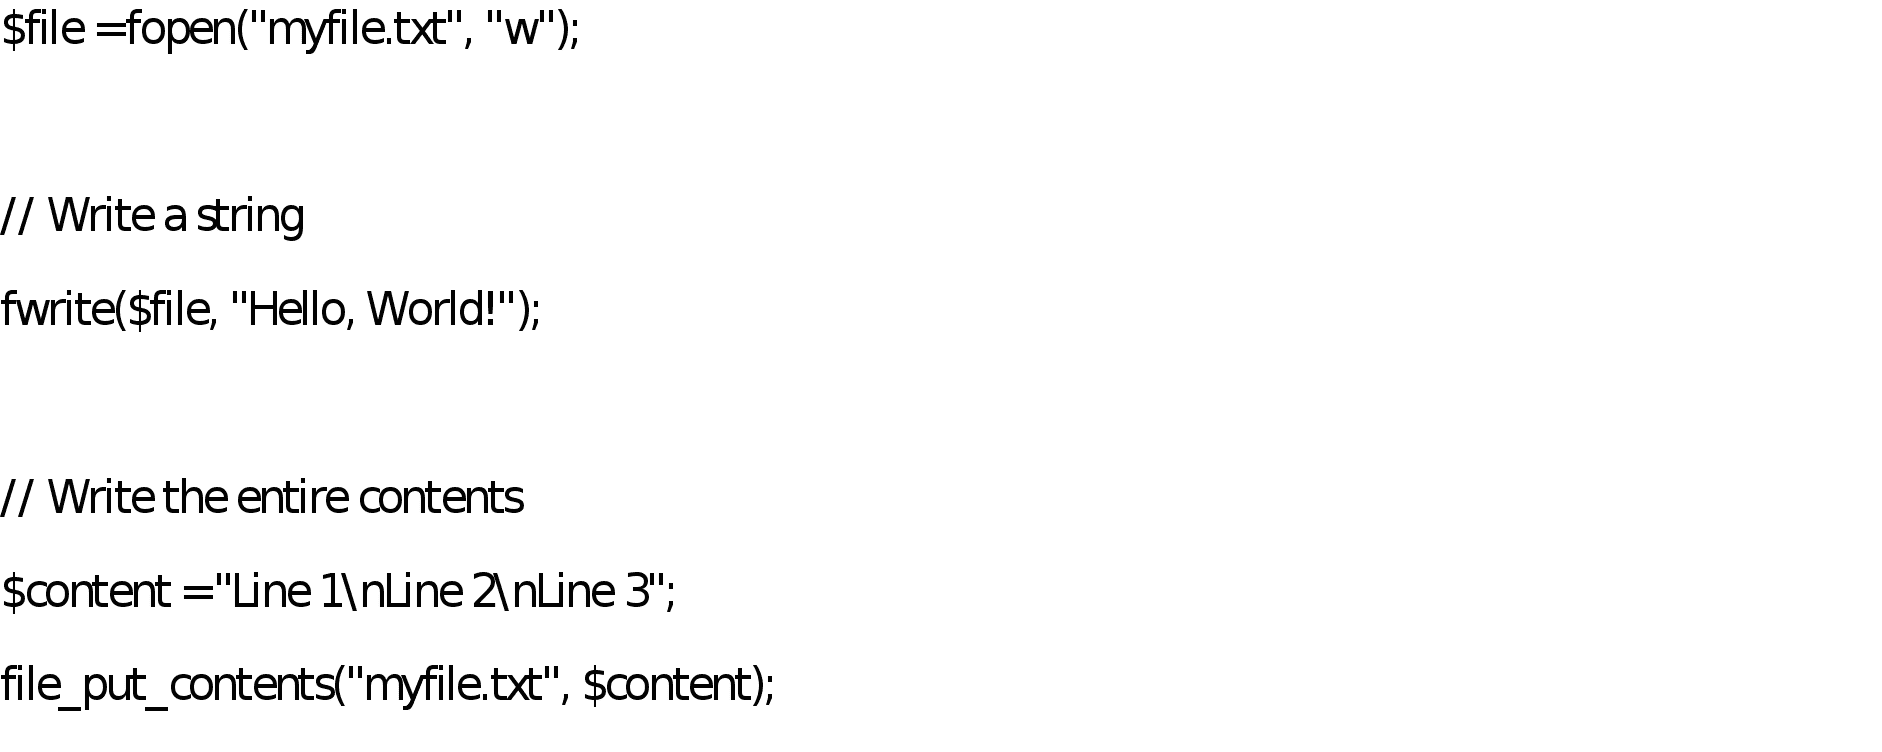 $file =fopen("myfile.txt", "w");
// Write a string
fwrite($file, "Hello, World!");
// Write the entire contents
$content ="Line 1\nLine 2\nLine 3";
file_put_contents("myfile.txt", $content);